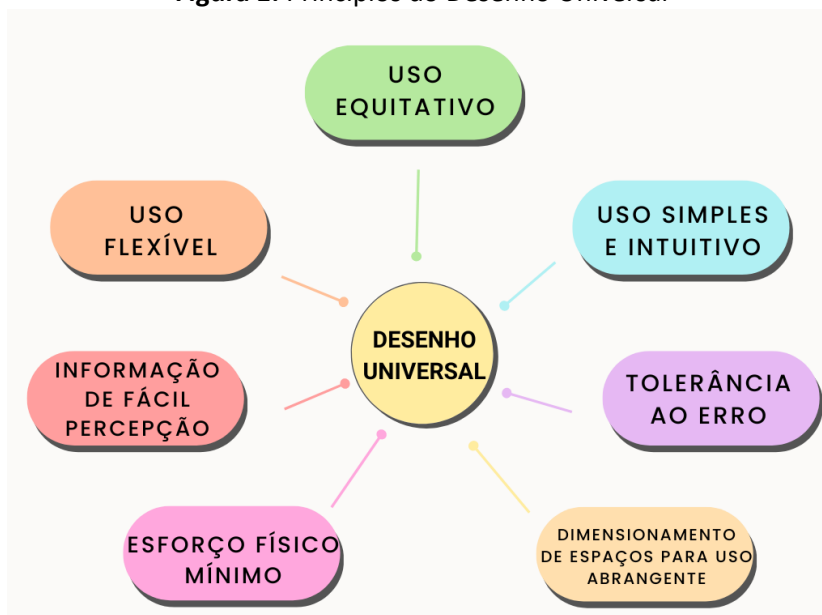 USO
EQUITATIVO
USO
FLEXÍVEL
USO SIMPLES
E INTUITIVO
DESENHO
UNIVERSAL
INFORMAÇÃO
DE FÁCIL
PERCEPÇÃO
TOLERÂNCIA
AO ERRO
ESFORÇO FÍSICO
MÍNIMO
DIMENSIONAMENTO
DE ESPAÇOS PARA USO
ABRANGENTE